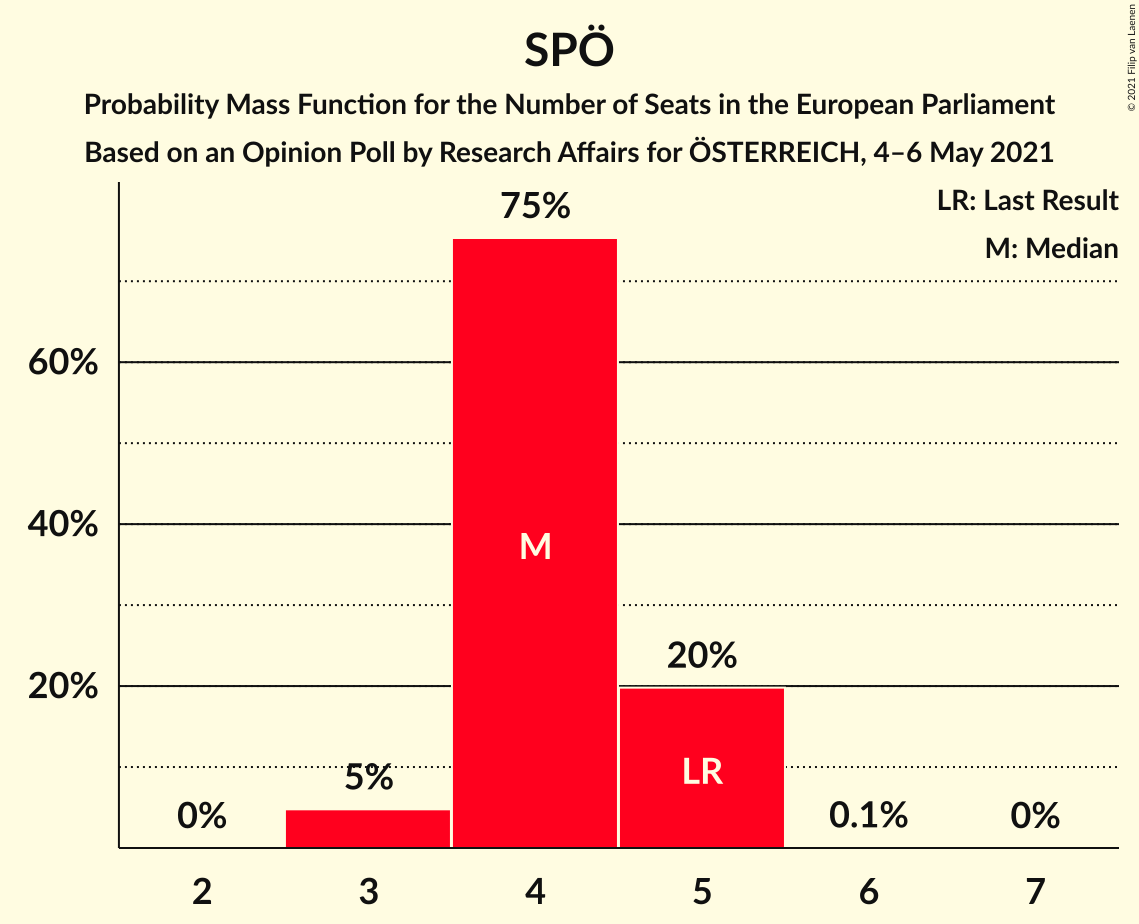 SPÖ
Probability Mass Function for the Number of Seats in the European Parliament
Based on an Opinion Poll by Research Affairs for ÖSTERREICH, 4–6 May 2021
© 2021 Filip van Laenen
LR: Last Result
M: Median
75%
60%
40%
M
20%
20%
LR
5%
0%
0.1%
0%
2 3 4 5 6 7